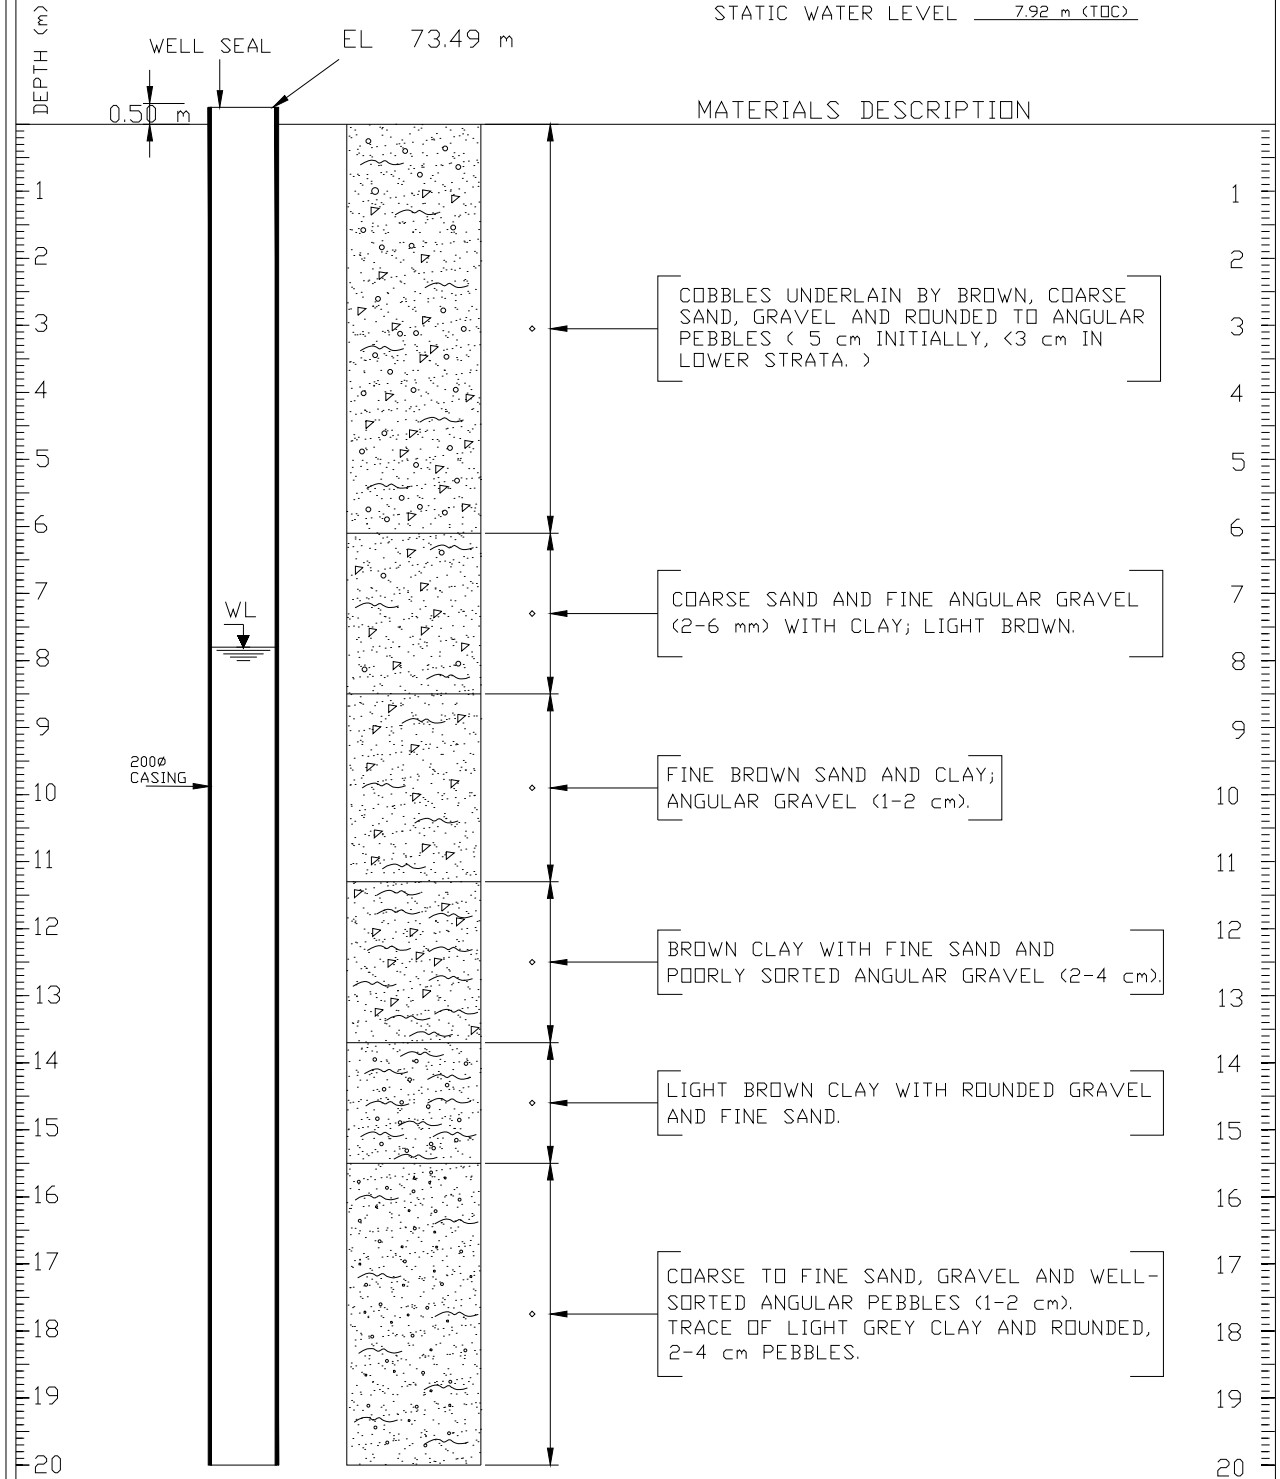 STATIC WATER LEVEL 7.92 m (TOC)
DEPTH (m)
WELL SEAL
EL 73.49 m
0.50 m
MATERIALS DESCRIPTION
1 1
2 2
COBBLES UNDERLAIN BY BROWN, COARSE
SAND, GRAVEL AND ROUNDED TO ANGULAR
PEBBLES ( 5 cm INITIALLY, <3 cm IN
LOWER STRATA. )
3 3
4 4
5 5
6 6
COARSE SAND AND FINE ANGULAR GRAVEL
(2-6 mm) WITH CLAY; LIGHT BROWN.
7 7
WL
8 8
9 9
200ø
CASING
FINE BROWN SAND AND CLAY;
ANGULAR GRAVEL (1-2 cm).
10 10
11 11
12 12
BROWN CLAY WITH FINE SAND AND
POORLY SORTED ANGULAR GRAVEL (2-4 cm).
13 13
14 14
LIGHT BROWN CLAY WITH ROUNDED GRAVEL
AND FINE SAND.
15 15
16 16
17 17
COARSE TO FINE SAND, GRAVEL AND WELL-
SORTED ANGULAR PEBBLES (1-2 cm).
TRACE OF LIGHT GREY CLAY AND ROUNDED,
2-4 cm PEBBLES.
18 18
19 19
20 20